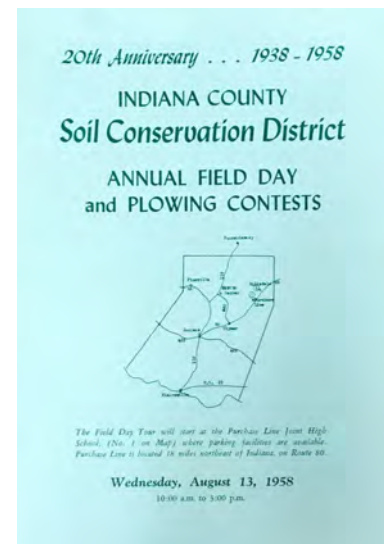 20th Anniversary . . . 1938 - 1958
INDIANA COUNTY
Soil Conservation District
ANNUAL FIELD DAY
and PLOWING CONTESTS
The Field Day Tour will start at the Purchase Line Joint High
School, (No. 1 on Map) where parking facilities are available.
Purchase Line is located 18 miles northeast of Indiana, on Route 80.
Wednesday, August 13, 1958
10:00 a.m. to 3:00 p.m.